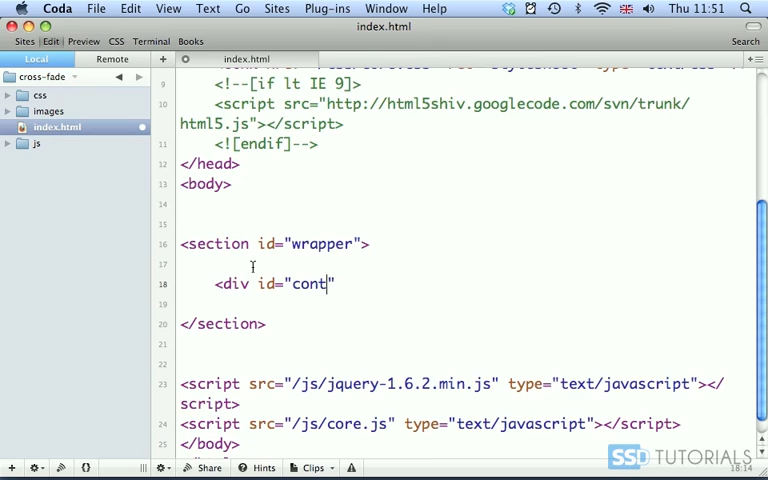 Coda File Edit View Text Go Sites Plug-ins Window Help Thu 11:51
index.html
Sites Edit Preview CSS Terminal Books Search
Local Remote index.html
cross-fade
css
images
index.html
js
9 <!--[if lt IE 9]>
10 <script src="http://html5shiv.googlecode.com/svn/trunk/
html5.js"></script>
11 <![endif]-->
12 </head>
13 <body>
14
15
16 <section id="wrapper">
17
18 <div id="cont"
19
20 </section>
21
22
23 <script src="/js/jquery-1.6.2.min.js" type="text/javascript"></
script>
24 <script src="/js/core.js" type="text/javascript"></script>
25 </body>
Share Hints Clips
SSDTUTORIALS
18:14